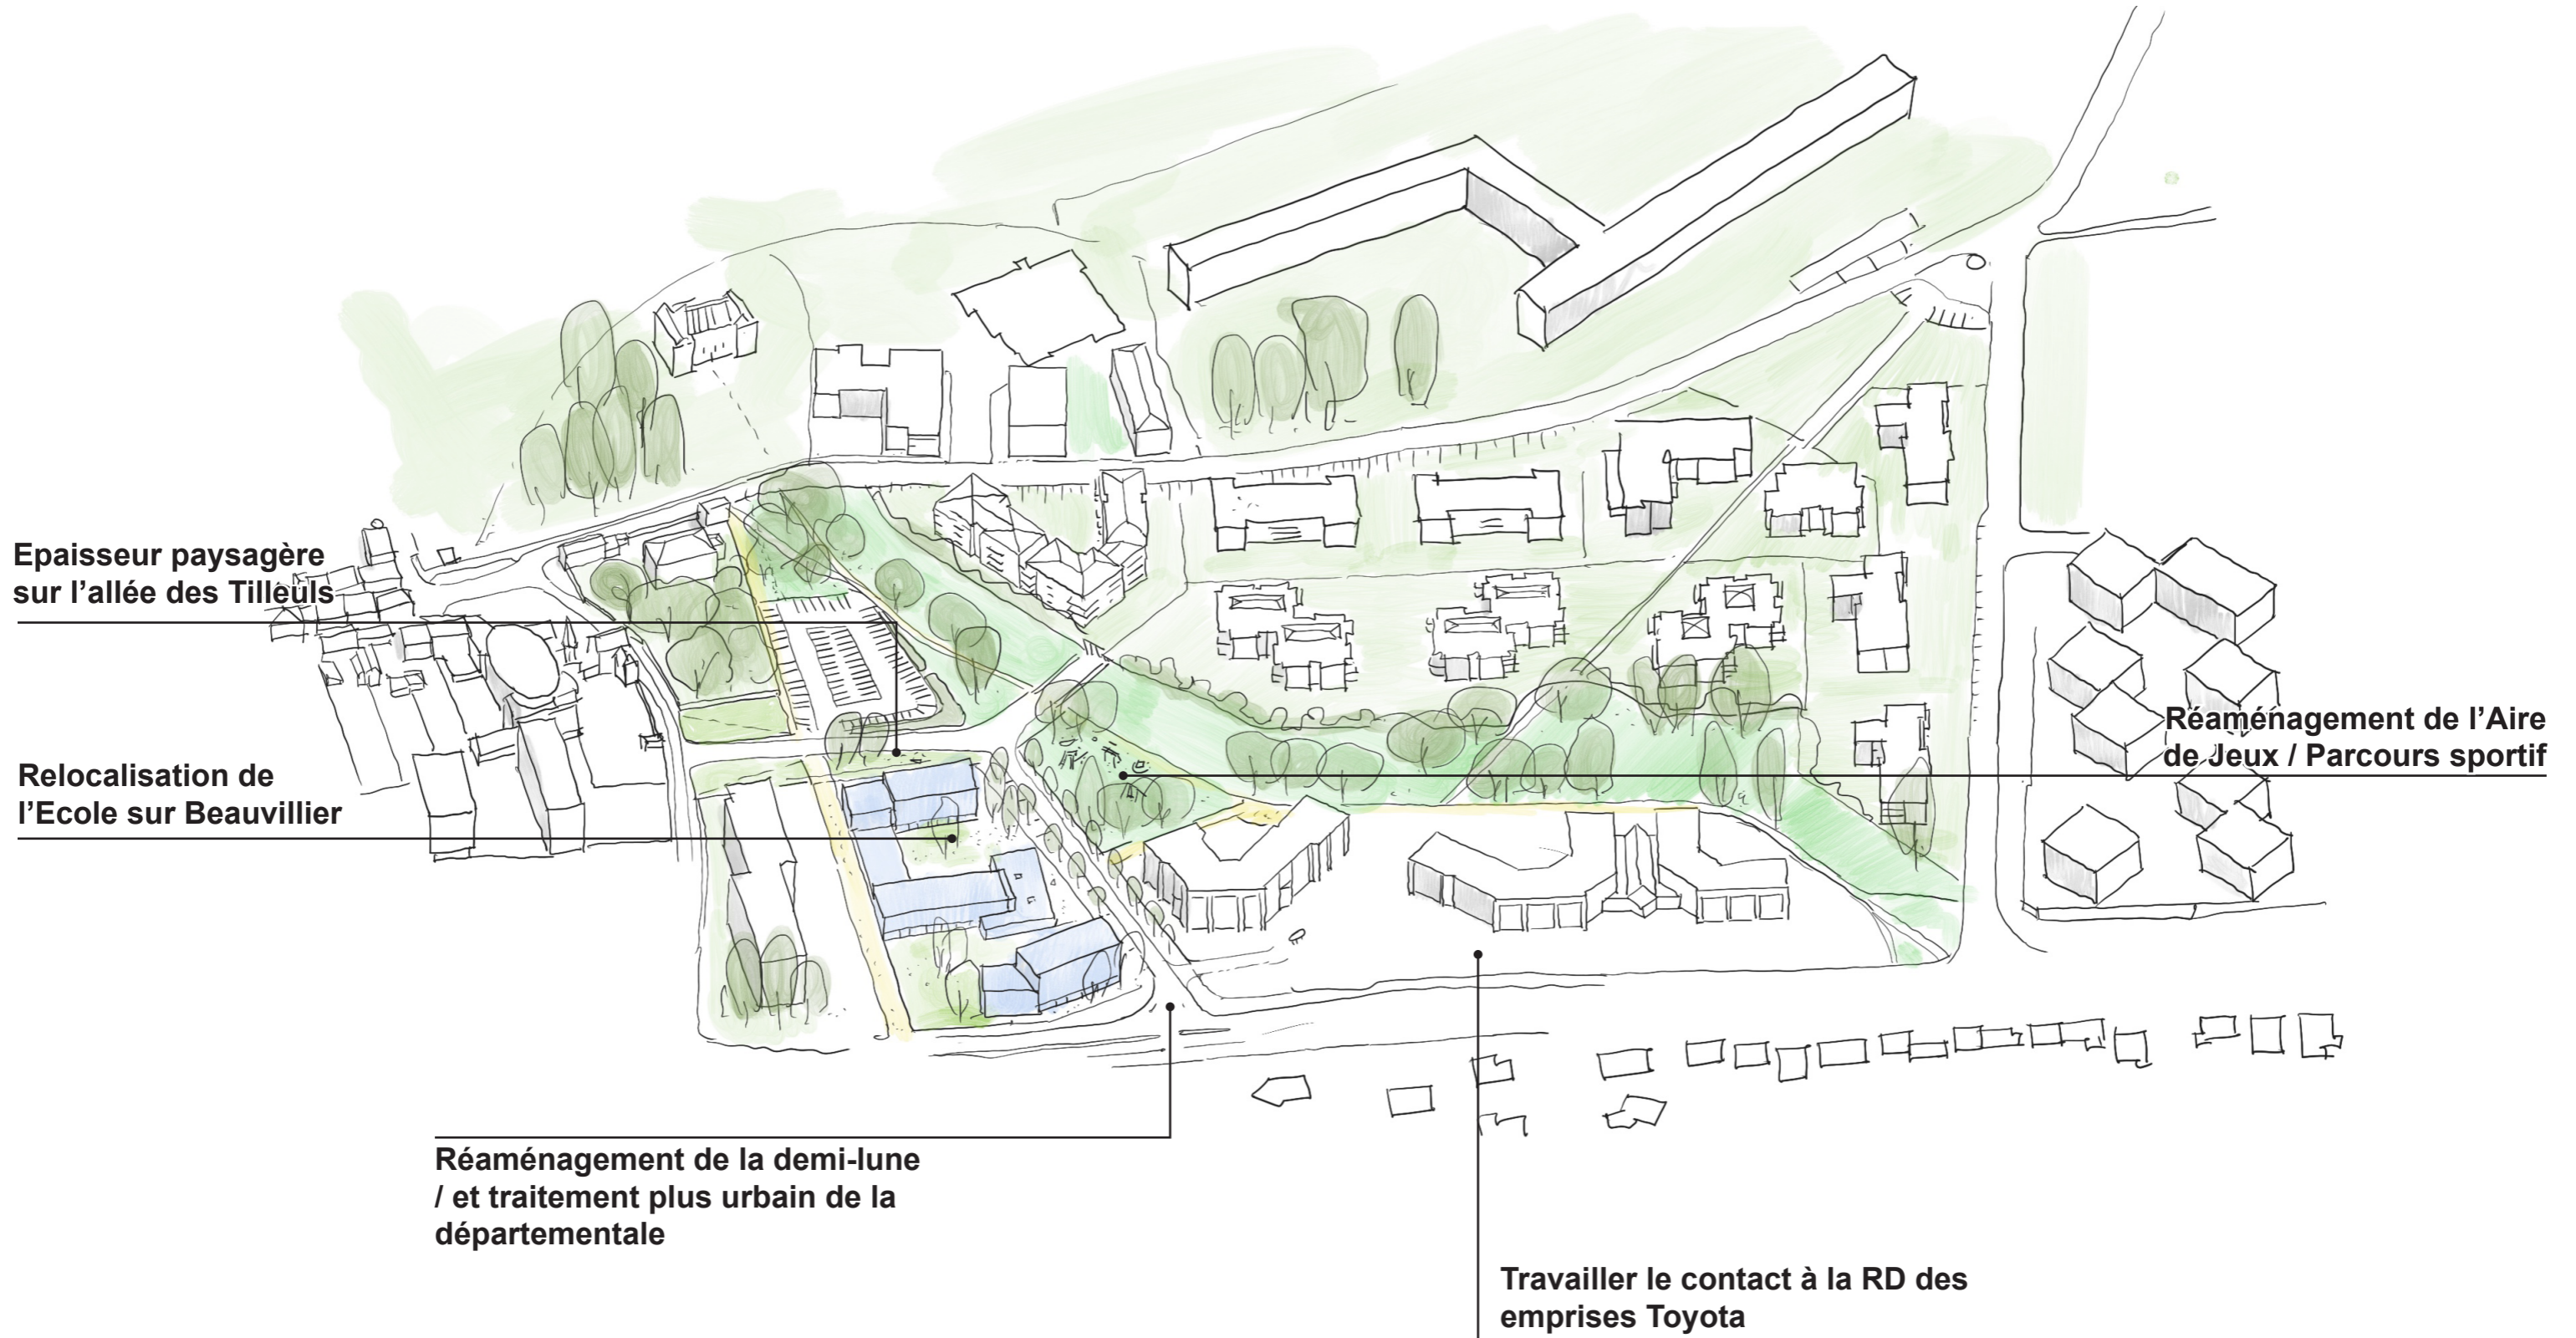 Epaisseur paysagère
sur l’allée des Tilleuls
Relocalisation de
l’Ecole sur Beauvillier
Réaménagement de l’Aire
de Jeux / Parcours sportif
Réaménagement de la demi-lune
/ et traitement plus urbain de la
départementale
Travailler le contact à la RD des
emprises Toyota